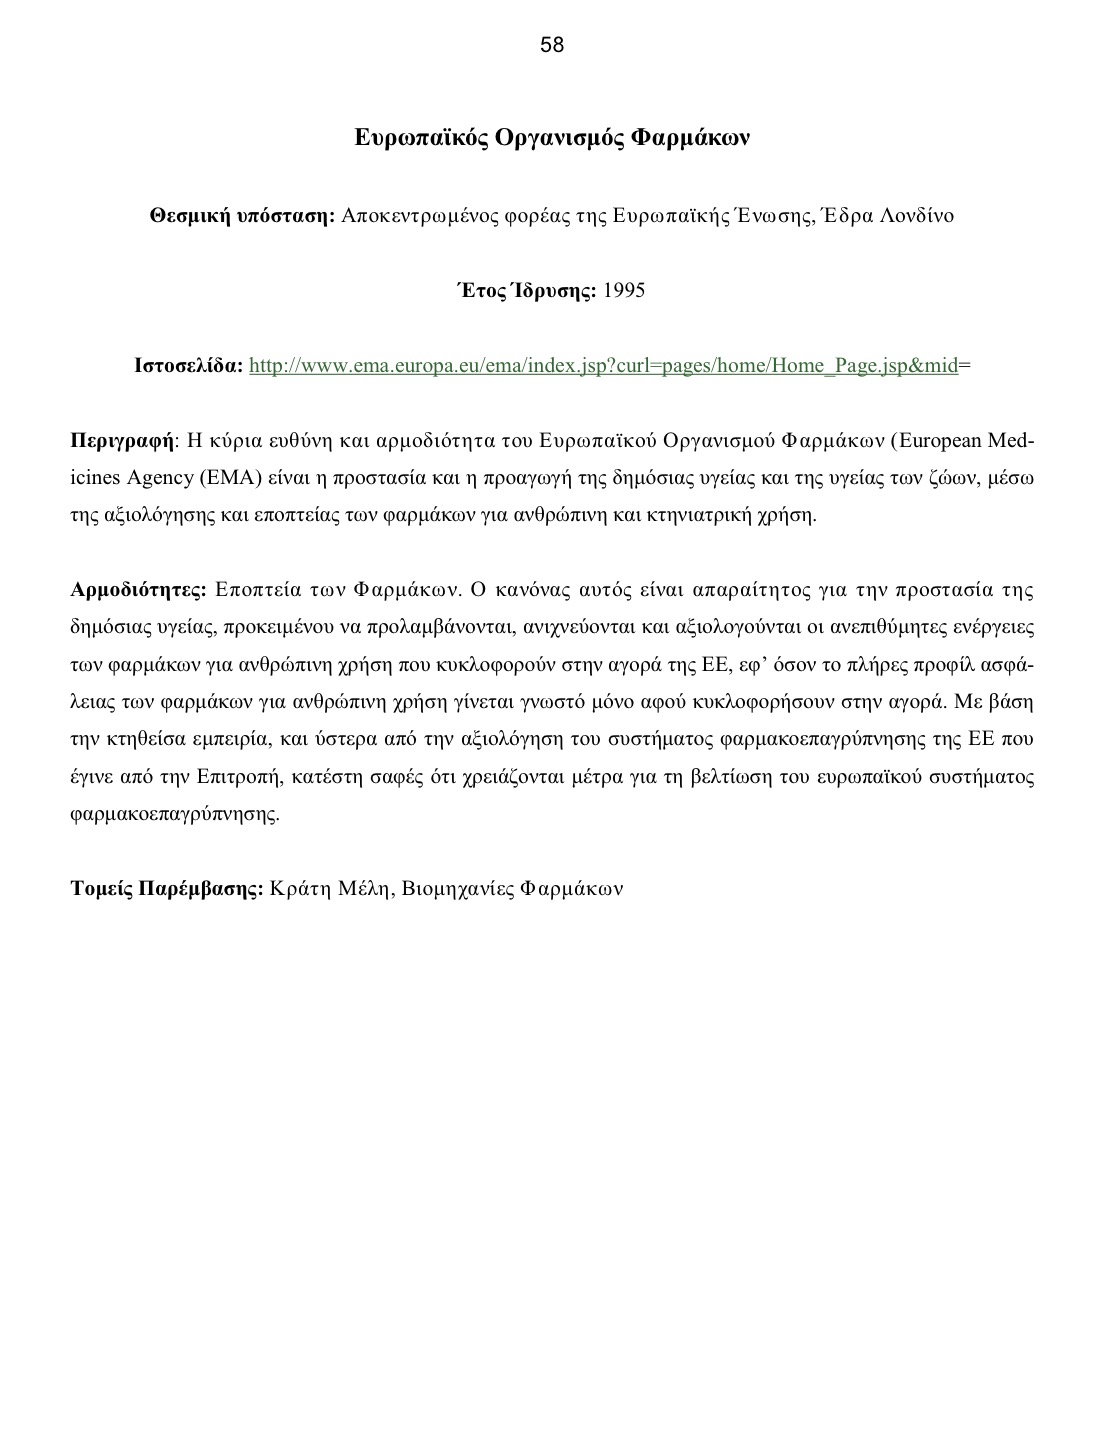 58
Ευρωπαϊκός Οργανισμός Φαρμάκων
Θεσμική υπόσταση: Αποκεντρωμένος φορέας της Ευρωπαϊκής Ένωσης, Έδρα Λονδίνο
Έτος Ίδρυσης: 1995
Ιστοσελίδα: http://www.ema.europa.eu/ema/index.jsp?curl=pages/home/Home_Page.jsp&mid=
Περιγραφή: Η κύρια ευθύνη και αρμοδιότητα του Ευρωπαϊκού Οργανισμού Φαρμάκων (European Med-
icines Agency (EMA) είναι η προστασία και η προαγωγή της δημόσιας υγείας και της υγείας των ζώων, μέσω
της αξιολόγησης και εποπτείας των φαρμάκων για ανθρώπινη και κτηνιατρική χρήση.
Αρμοδιότητες: Εποπτεία των Φαρμάκων. Ο κανόνας αυτός είναι απαραίτητος για την προστασία της
δημόσιας υγείας, προκειμένου να προλαμβάνονται, ανιχνεύονται και αξιολογούνται οι ανεπιθύμητες ενέργειες
των φαρμάκων για ανθρώπινη χρήση που κυκλοφορούν στην αγορά της ΕΕ, εφ’ όσον το πλήρες προφίλ ασφά-
λειας των φαρμάκων για ανθρώπινη χρήση γίνεται γνωστό μόνο αφού κυκλοφορήσουν στην αγορά. Με βάση
την κτηθείσα εμπειρία, και ύστερα από την αξιολόγηση του συστήματος φαρμακοεπαγρύπνησης της ΕΕ που
έγινε από την Επιτροπή, κατέστη σαφές ότι χρειάζονται μέτρα για τη βελτίωση του ευρωπαϊκού συστήματος
φαρμακοεπαγρύπνησης.
Τομείς Παρέμβασης: Κράτη Μέλη, Βιομηχανίες Φαρμάκων